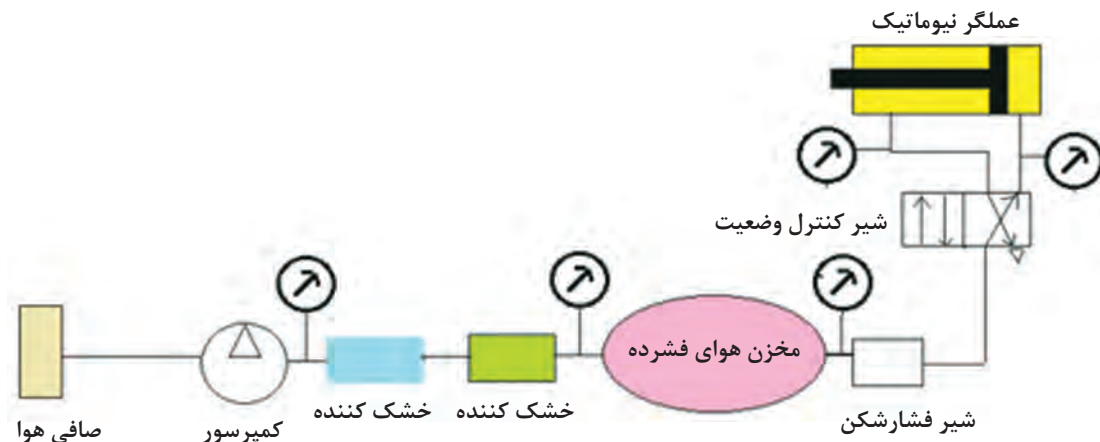 عملگر نیوماتیک
شیر کنترل وضعیت
مخزن هوای فشرده
صافی هوا
کمپرسور
خشک کننده
خشک کننده
شیر فشارشکن